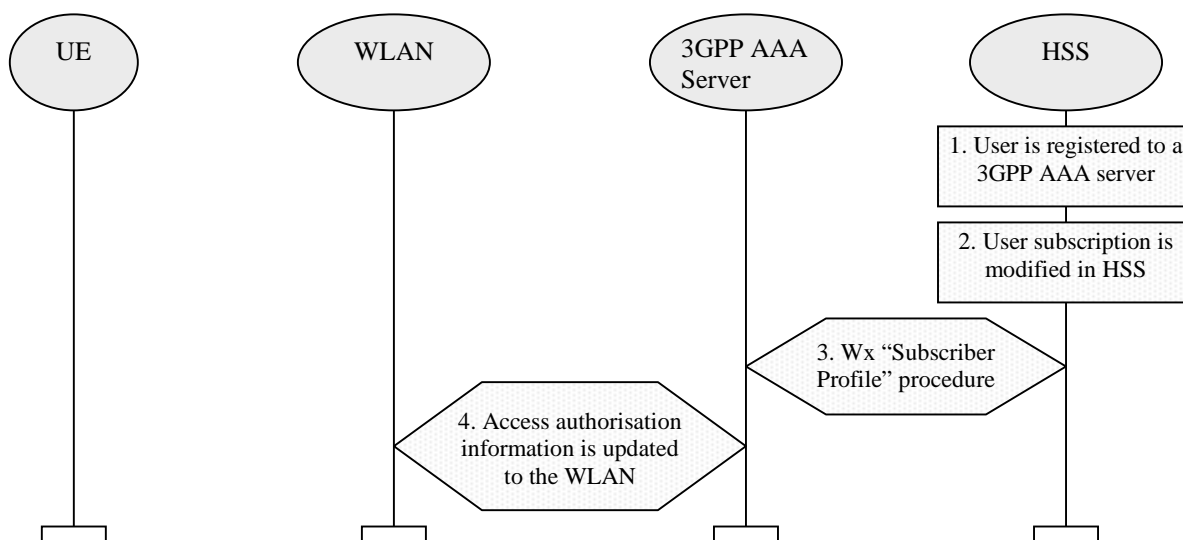 UE
WLAN
3GPP AAA
Server
HSS
1. User is registered to a
3GPP AAA server
2. User subscription is
modified in HSS
3. Wx “Subscriber
Profile” procedure
4. Access authorisation
information is updated
to the WLAN